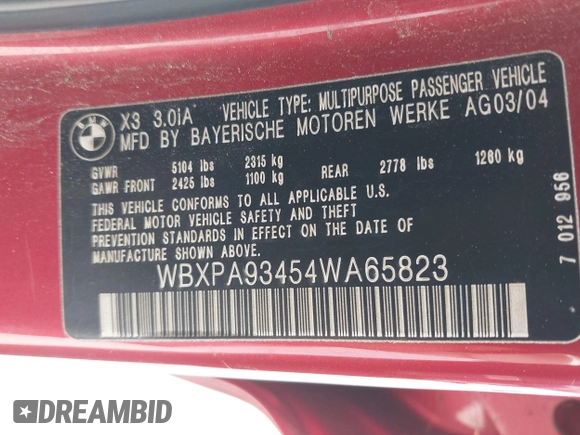 BMW
X3 3.0iA VEHICLE TYPE: MULTIPURPOSE PASSENGER VEHICLE
MFD BY BAYERISCHE MOTOREN WERKE AG03/04
GVWR 5104 lbs 2315 kg
GAWR FRONT 2425 lbs 1100 kg REAR 2778 lbs 1260 kg
THIS VEHICLE CONFORMS TO ALL APPLICABLE U.S.
FEDERAL MOTOR VEHICLE SAFETY AND THEFT
PREVENTION STANDARDS IN EFFECT ON THE DATE OF
MANUFACTURE SHOWN ABOVE.
WBXPA93454WA65823
7 012 956
DREAMBID